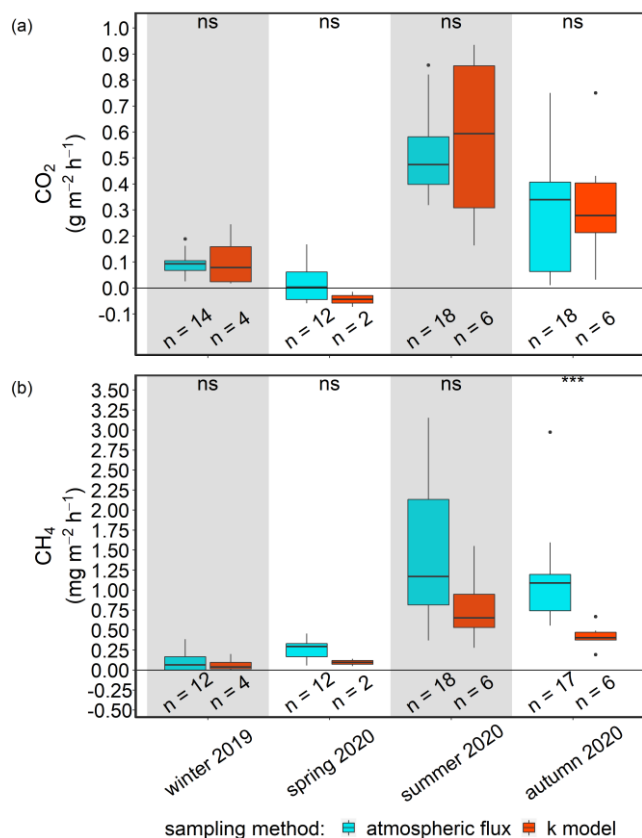 (a)
ns ns ns ns
1.0
0.9
0.8
0.7
0.6
0.5
0.4
0.3
0.2
0.1
0.0
-0.1
CO₂
(g m⁻² h⁻¹)
n = 14 n = 4 n = 12 n = 2 n = 18 n = 6 n = 18 n = 6
(b)
ns ns ns ***
3.50
3.25
3.00
2.75
2.50
2.25
2.00
1.75
1.50
1.25
1.00
0.75
0.50
0.25
0.00
-0.25
-0.50
CH₄
(mg m⁻² h⁻¹)
n = 12 n = 4 n = 12 n = 2 n = 18 n = 6 n = 17 n = 6
winter 2019 spring 2020 summer 2020 autumn 2020
sampling method: atmospheric flux k model